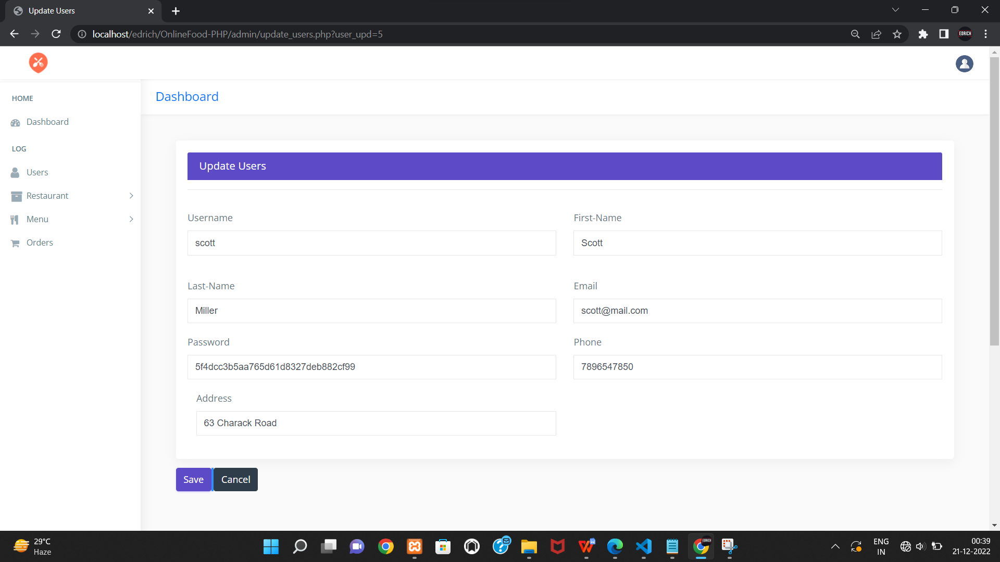 Update Users
localhost/edrich/OnlineFood-PHP/admin/update_users.php?user_upd=5
EDRICH
HOME
Dashboard
LOG
Users
Restaurant
Menu
Orders
Dashboard
Update Users
Username
First-Name
scott
Scott
Last-Name
Email
Miller
scott@mail.com
Password
Phone
5f4dcc3b5aa765d61d8327deb882cf99
7896547850
Address
63 Charack Road
Save
Cancel
29°C
Haze
ENG
IN
00:39
21-12-2022